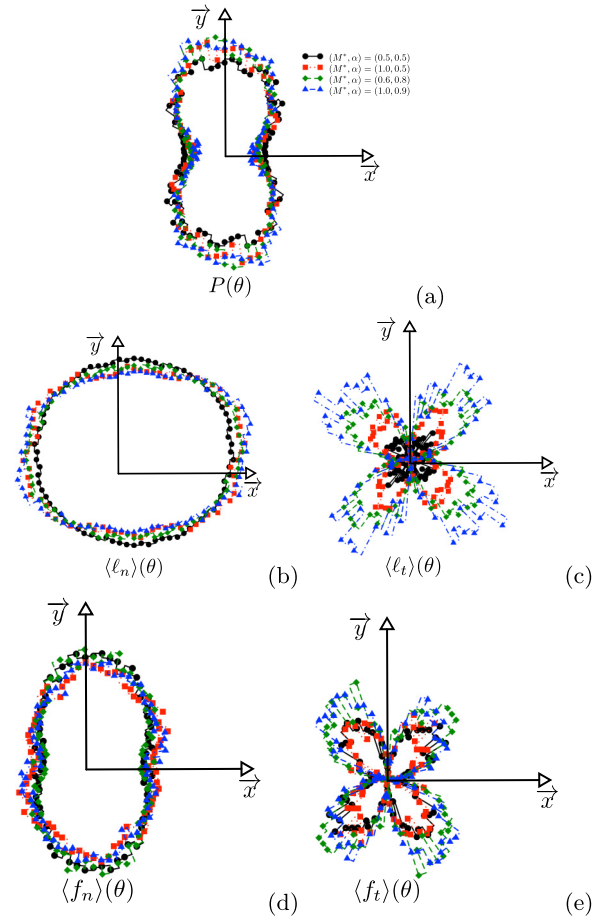 y
(M*, α) = (0.5, 0.5)
(M*, α) = (1.0, 0.5)
(M*, α) = (0.6, 0.8)
(M*, α) = (1.0, 0.9)
x
P(θ)
(a)
y
x
⟨ℓn⟩(θ)
(b)
y
x
⟨ℓt⟩(θ)
(c)
y
x
⟨fn⟩(θ)
(d)
y
x
⟨ft⟩(θ)
(e)